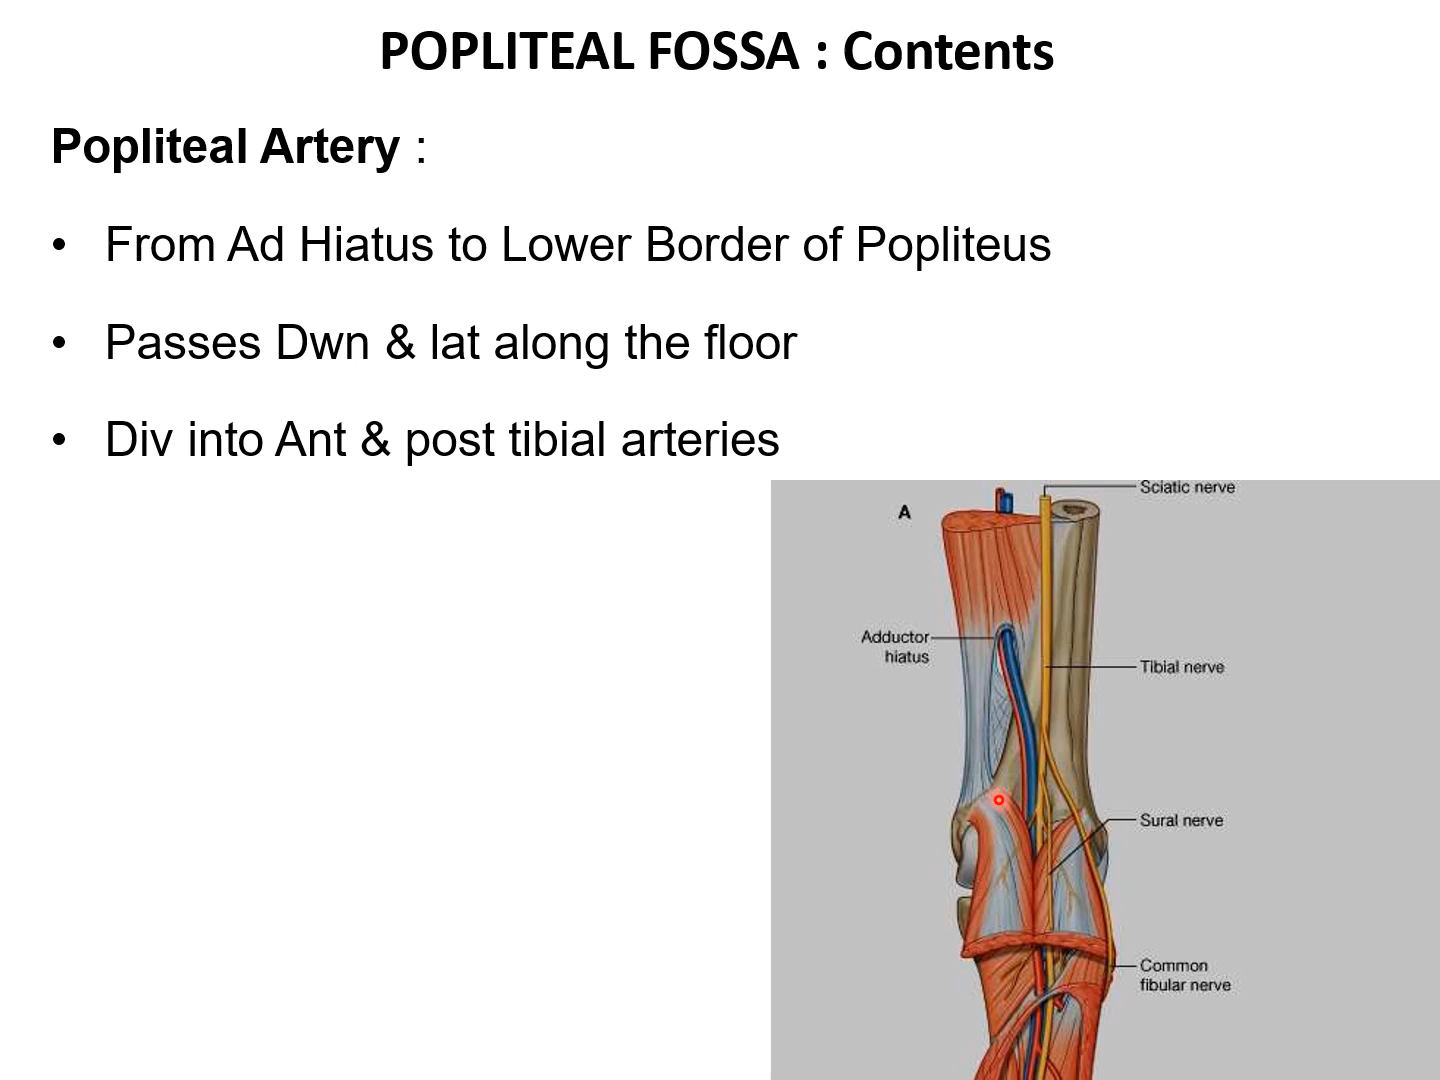 POPLITEAL FOSSA : Contents
Popliteal Artery :
• From Ad Hiatus to Lower Border of Popliteus
• Passes Dwn & lat along the floor
• Div into Ant & post tibial arteries
Sciatic nerve
A
Adductor
hiatus
Tibial nerve
Sural nerve
Common
fibular nerve